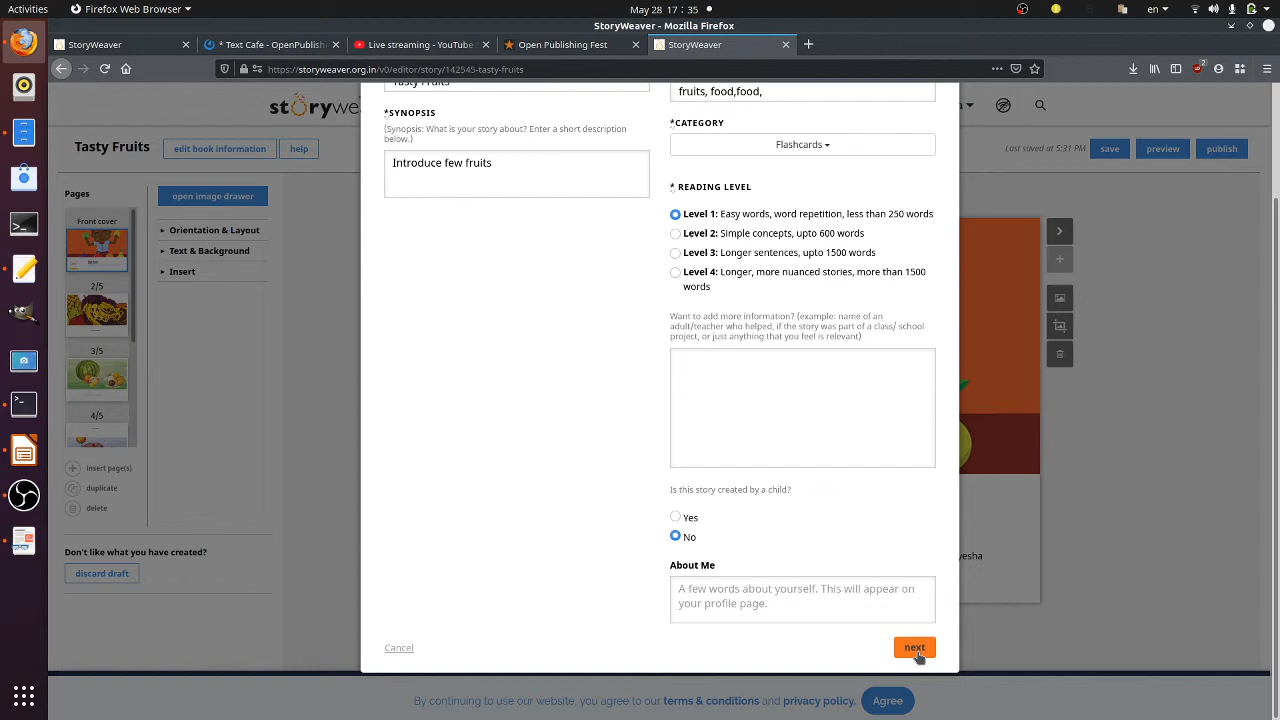 Activities
Firefox Web Browser
May 28 17:35
en
StoryWeaver - Mozilla Firefox
StoryWeaver
* Text Cafe - OpenPublish
Live streaming - YouTube
Open Publishing Fest
StoryWeaver
https://storyweaver.org.in/v0/editor/story/142545-tasty-fruits
2
Tasty Fruits
edit book information
help
Last saved at 5:31 PM
save
preview
publish
Pages
Front cover
2/5
3/5
4/5
insert page(s)
duplicate
delete
Don't like what you have created?
discard draft
open image drawer
Orientation & Layout
Text & Background
Insert
Tasty Fruits
*SYNOPSIS
(Synopsis: What is your story about? Enter a short description
below.)
Introduce few fruits
fruits, food,food,
*CATEGORY
Flashcards
* READING LEVEL
Level 1: Easy words, word repetition, less than 250 words
Level 2: Simple concepts, upto 600 words
Level 3: Longer sentences, upto 1500 words
Level 4: Longer, more nuanced stories, more than 1500
words
Want to add more information? (example: name of an
adult/teacher who helped, if the story was part of a class/ school
project, or just anything that you feel is relevant)
Is this story created by a child?
Yes
No
About Me
A few words about yourself. This will appear on
your profile page.
Cancel
next
By continuing to use our website, you agree to our terms & conditions and privacy policy.
Agree